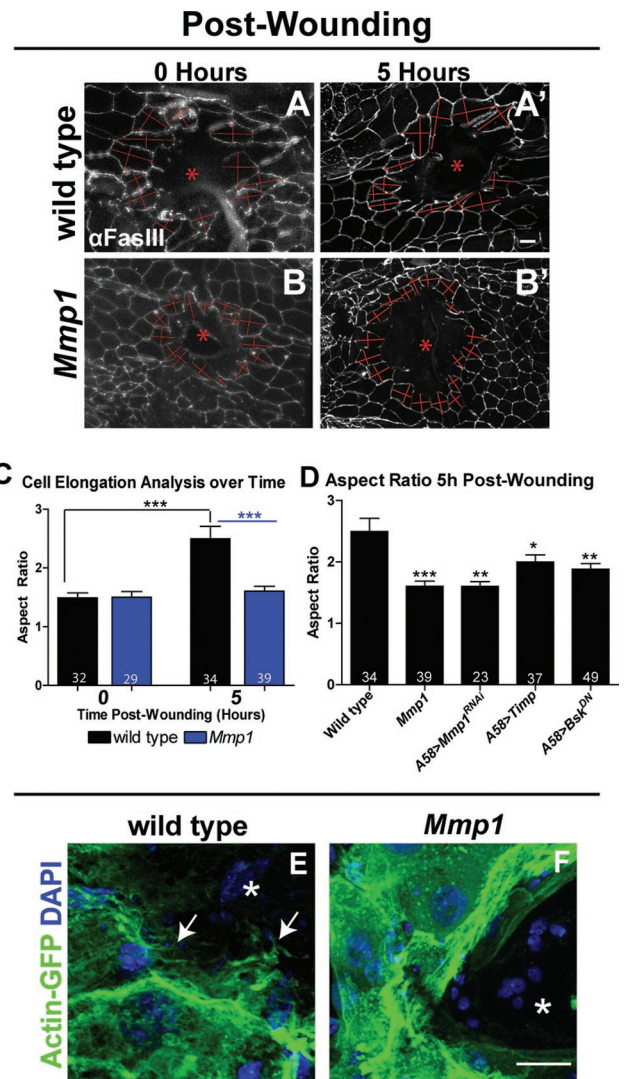 Post-Wounding
0 Hours 5 Hours
wild type
A
A'
αFasIII
*
*
Mmp1
B
B'
*
*
C Cell Elongation Analysis over Time
Aspect Ratio
3
2
1
0
***
***
32 29 34 39
0 5
Time Post-Wounding (Hours)
wild type Mmp1
D Aspect Ratio 5h Post-Wounding
Aspect Ratio
3
2
1
0
*** ** * **
34 39 23 37 49
Wild type
Mmp1
A58>Mmp1RNAi
A58>Timp
A58>BskDN
wild type Mmp1
Actin-GFP DAPI
E
F
*
*